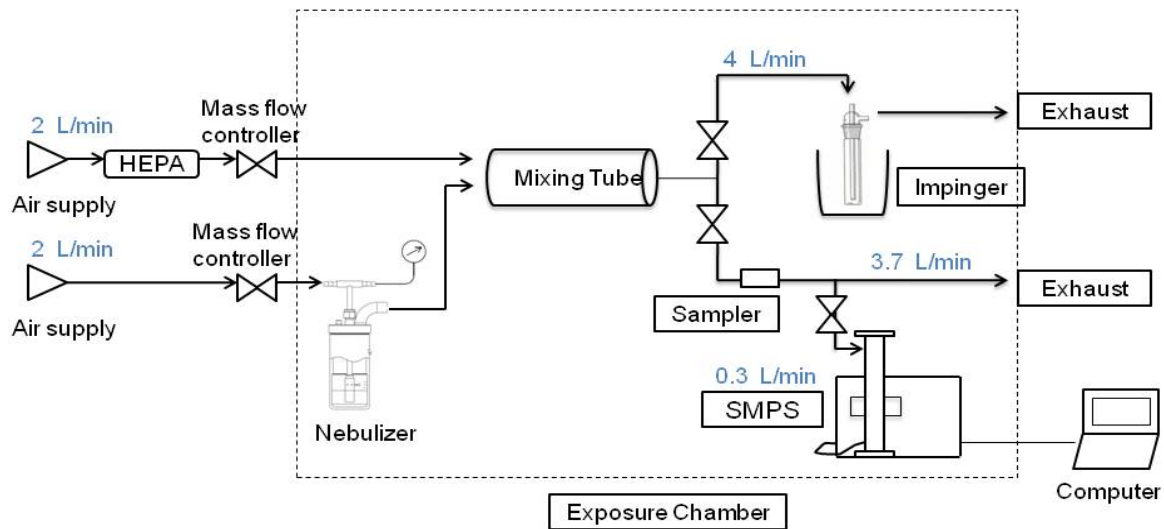 4 L/min
Mass flow
controller
2 L/min
HEPA
Air supply
Mixing Tube
Exhaust
Impinger
Mass flow
controller
2 L/min
Air supply
3.7 L/min
Exhaust
Sampler
0.3 L/min
SMPS
Nebulizer
Computer
Exposure Chamber